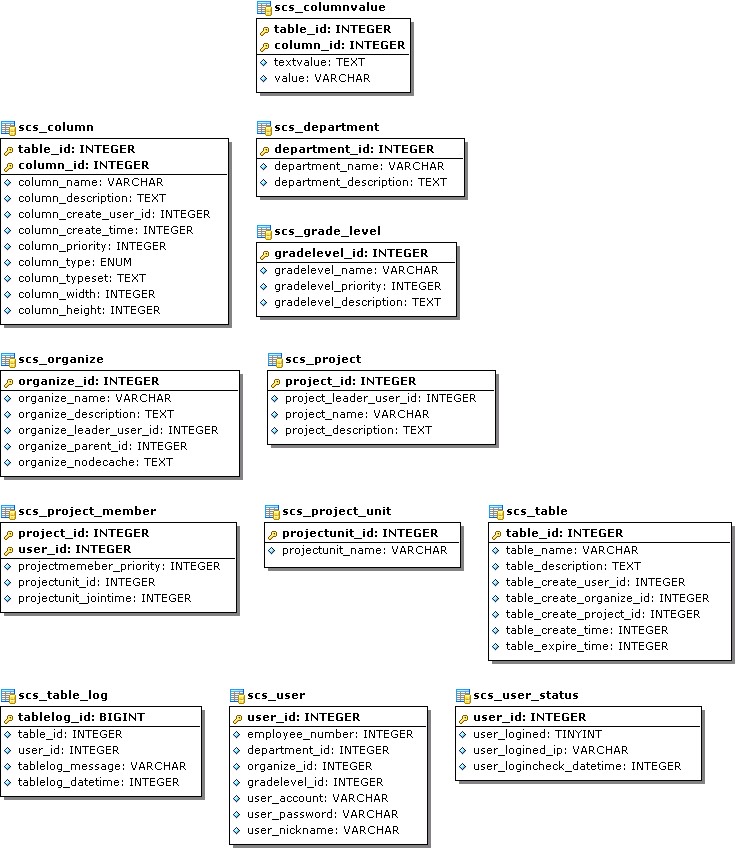 scs_columnvalue
table_id: INTEGER
column_id: INTEGER
textvalue: TEXT
value: VARCHAR
scs_column
table_id: INTEGER
column_id: INTEGER
column_name: VARCHAR
column_description: TEXT
column_create_user_id: INTEGER
column_create_time: INTEGER
column_priority: INTEGER
column_type: ENUM
column_typeset: TEXT
column_width: INTEGER
column_height: INTEGER
scs_department
department_id: INTEGER
department_name: VARCHAR
department_description: TEXT
scs_grade_level
gradelevel_id: INTEGER
gradelevel_name: VARCHAR
gradelevel_priority: INTEGER
gradelevel_description: TEXT
scs_organize
organize_id: INTEGER
organize_name: VARCHAR
organize_description: TEXT
organize_leader_user_id: INTEGER
organize_parent_id: INTEGER
organize_nodecache: TEXT
scs_project
project_id: INTEGER
project_leader_user_id: INTEGER
project_name: VARCHAR
project_description: TEXT
scs_project_member
project_id: INTEGER
user_id: INTEGER
projectmemeber_priority: INTEGER
projectunit_id: INTEGER
projectunit_jointime: INTEGER
scs_project_unit
projectunit_id: INTEGER
projectunit_name: VARCHAR
scs_table
table_id: INTEGER
table_name: VARCHAR
table_description: TEXT
table_create_user_id: INTEGER
table_create_organize_id: INTEGER
table_create_project_id: INTEGER
table_create_time: INTEGER
table_expire_time: INTEGER
scs_table_log
tablelog_id: BIGINT
table_id: INTEGER
user_id: INTEGER
tablelog_message: VARCHAR
tablelog_datetime: INTEGER
scs_user
user_id: INTEGER
employee_number: INTEGER
department_id: INTEGER
organize_id: INTEGER
gradelevel_id: INTEGER
user_account: VARCHAR
user_password: VARCHAR
user_nickname: VARCHAR
scs_user_status
user_id: INTEGER
user_logined: TINYINT
user_logined_ip: VARCHAR
user_logincheck_datetime: INTEGER